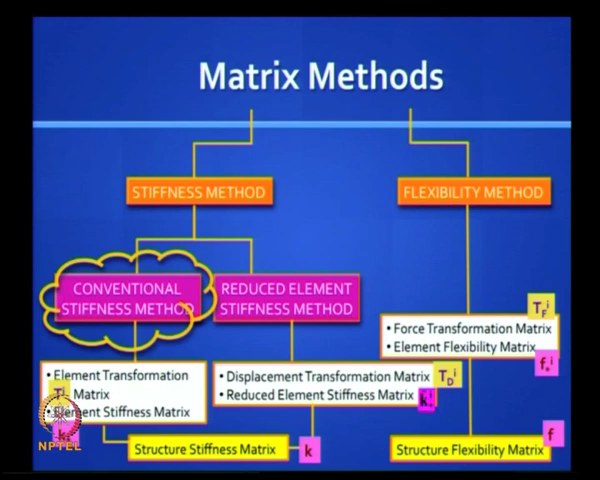 Matrix Methods
STIFFNESS METHOD
FLEXIBILITY METHOD
CONVENTIONAL
STIFFNESS METHOD
REDUCED ELEMENT
STIFFNESS METHOD
T_F^i
• Force Transformation Matrix
• Element Flexibility Matrix
f_*^i
• Element Transformation
T^i Matrix
• Element Stiffness Matrix
• Displacement Transformation Matrix T_D^i
• Reduced Element Stiffness Matrix k̃_*^i
NPTEL
Structure Stiffness Matrix k
Structure Flexibility Matrix f